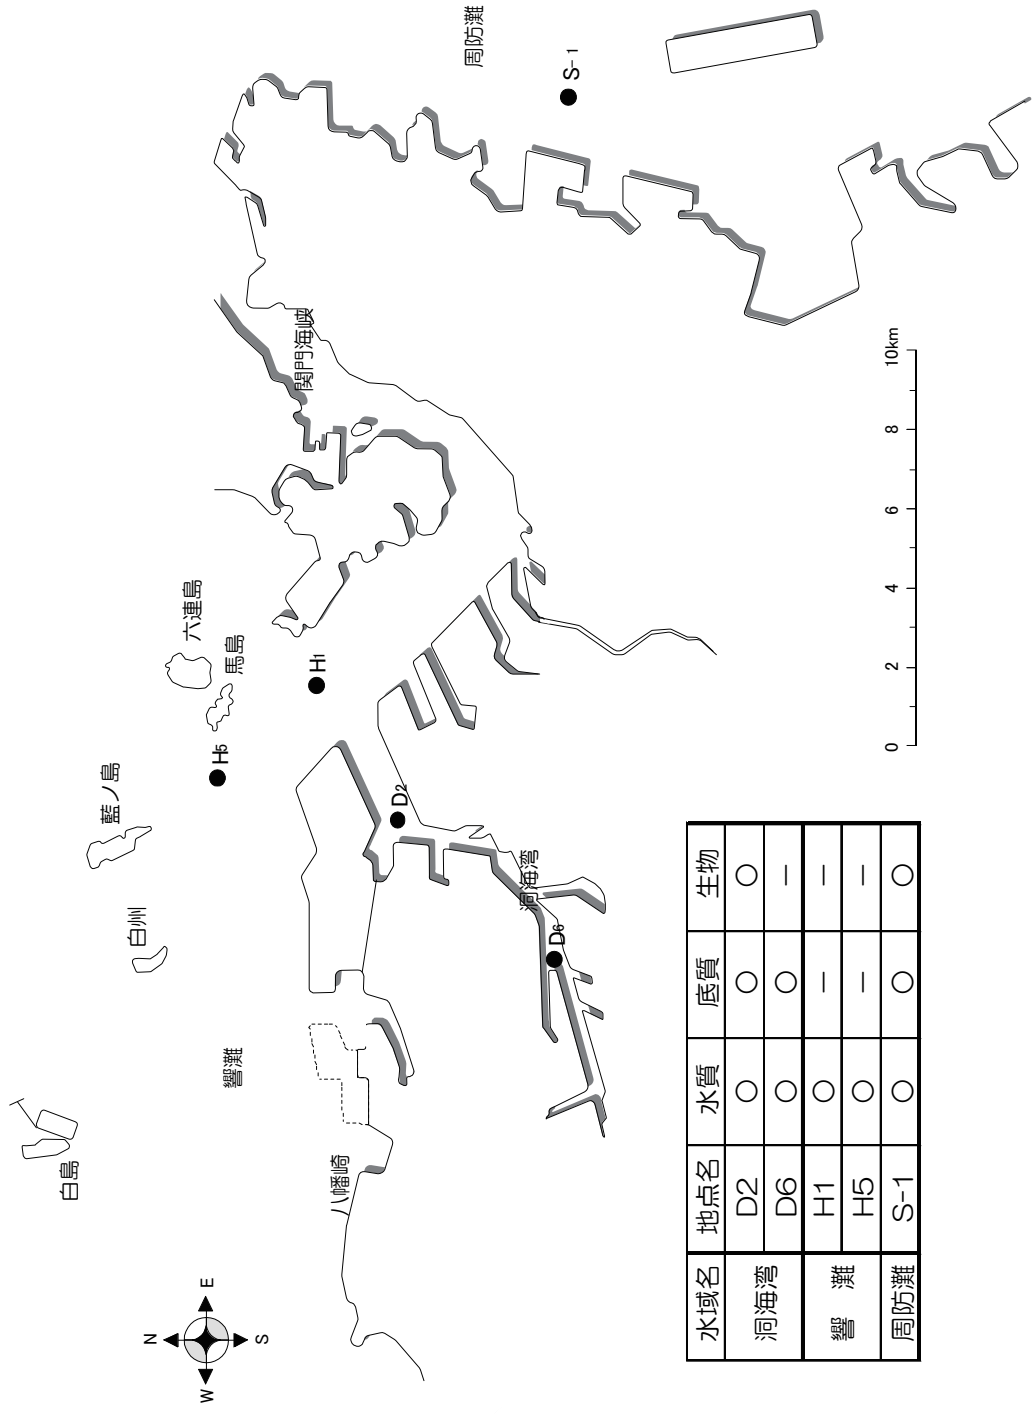 白島
藍ノ島
白州
N
六連島
W E
H5
馬島
響灘
S
関門海峡
H1
八幡崎
D2
周防灘
洞海湾
D6
S-1
水域名 地点名 水質 底質 生物
洞海湾 D2 ○ ○ ○
D6 ○ ○ −
響 灘 H1 ○ − −
H5 ○ − −
周防灘 S-1 ○ ○ ○
0 2 4 6 8 10km